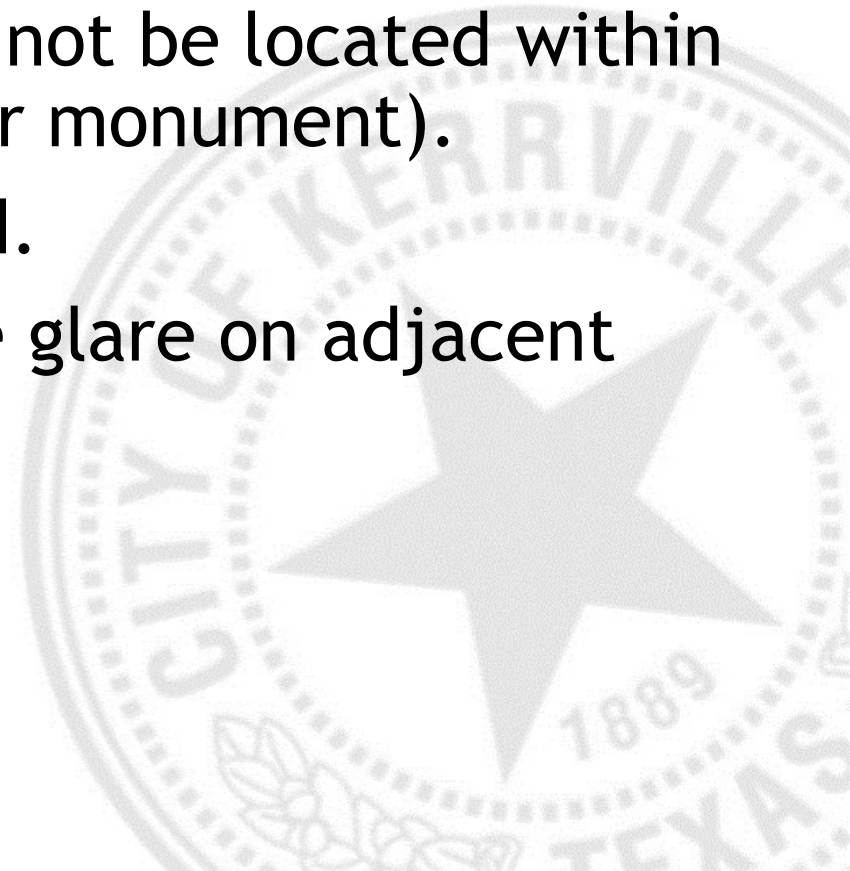 not be located within
r monument).
.
glare on adjacent
CITY OF KERRVILLE
1889
TEXAS